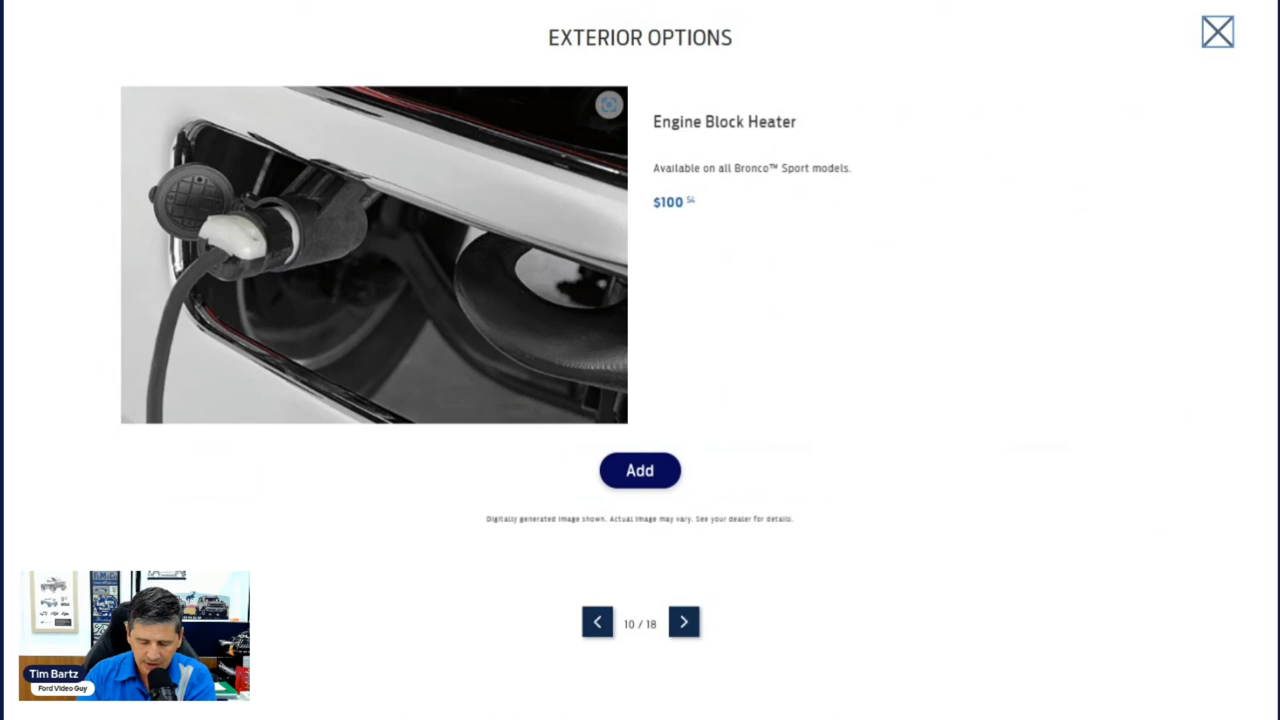 EXTERIOR OPTIONS
Engine Block Heater
Available on all Bronco™ Sport models.
$100 54
Add
Digitally generated image shown. Actual image may vary. See your dealer for details.
10 / 18
Tim Bartz
Ford Video Guy